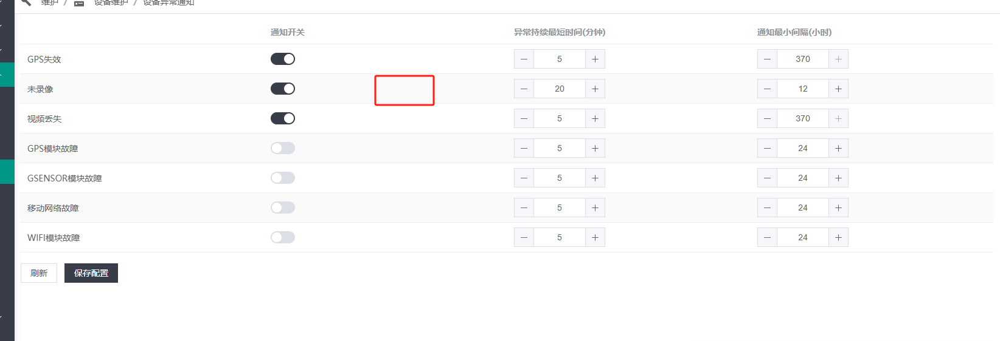 维护 / 设备维护 / 设备异常通知
通知开关 异常持续最短时间(分钟) 通知最小间隔(小时)
GPS失效 5 370
未录像 20 12
视频丢失 5 370
GPS模块故障 5 24
GSENSOR模块故障 5 24
移动网络故障 5 24
WIFI模块故障 5 24
刷新 保存配置